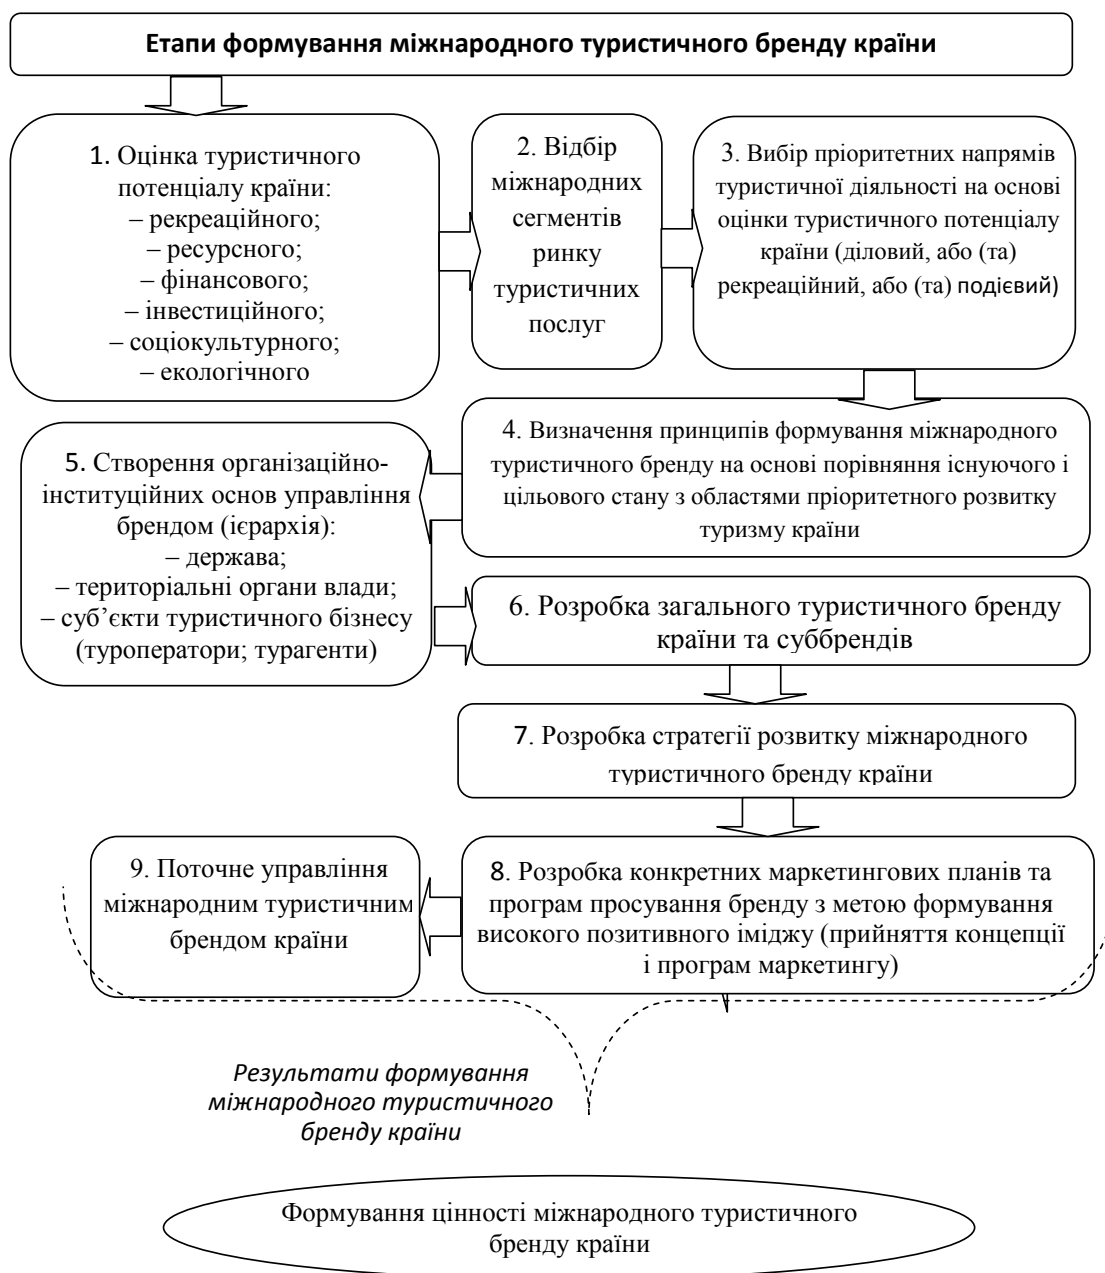 Етапи формування міжнародного туристичного бренду країни
1. Оцінка туристичного
потенціалу країни:
– рекреаційного;
– ресурсного;
– фінансового;
– інвестиційного;
– соціокультурного;
– екологічного
2. Відбір
міжнародних
сегментів
ринку
туристичних
послуг
3. Вибір пріоритетних напрямів
туристичної діяльності на основі
оцінки туристичного потенціалу
країни (діловий, або (та)
рекреаційний, або (та) подієвий)
4. Визначення принципів формування міжнародного
туристичного бренду на основі порівняння існуючого і
цільового стану з областями пріоритетного розвитку
туризму країни
5. Створення організаційно-
інституційних основ управління
брендом (ієрархія):
– держава;
– територіальні органи влади;
– суб’єкти туристичного бізнесу
(туроператори; турагенти)
6. Розробка загального туристичного бренду
країни та суббрендів
7. Розробка стратегії розвитку міжнародного
туристичного бренду країни
8. Розробка конкретних маркетингових планів та
програм просування бренду з метою формування
високого позитивного іміджу (прийняття концепції
і програм маркетингу)
9. Поточне управління
міжнародним туристичним
брендом країни
Результати формування
міжнародного туристичного
бренду країни
Формування цінності міжнародного туристичного
бренду країни